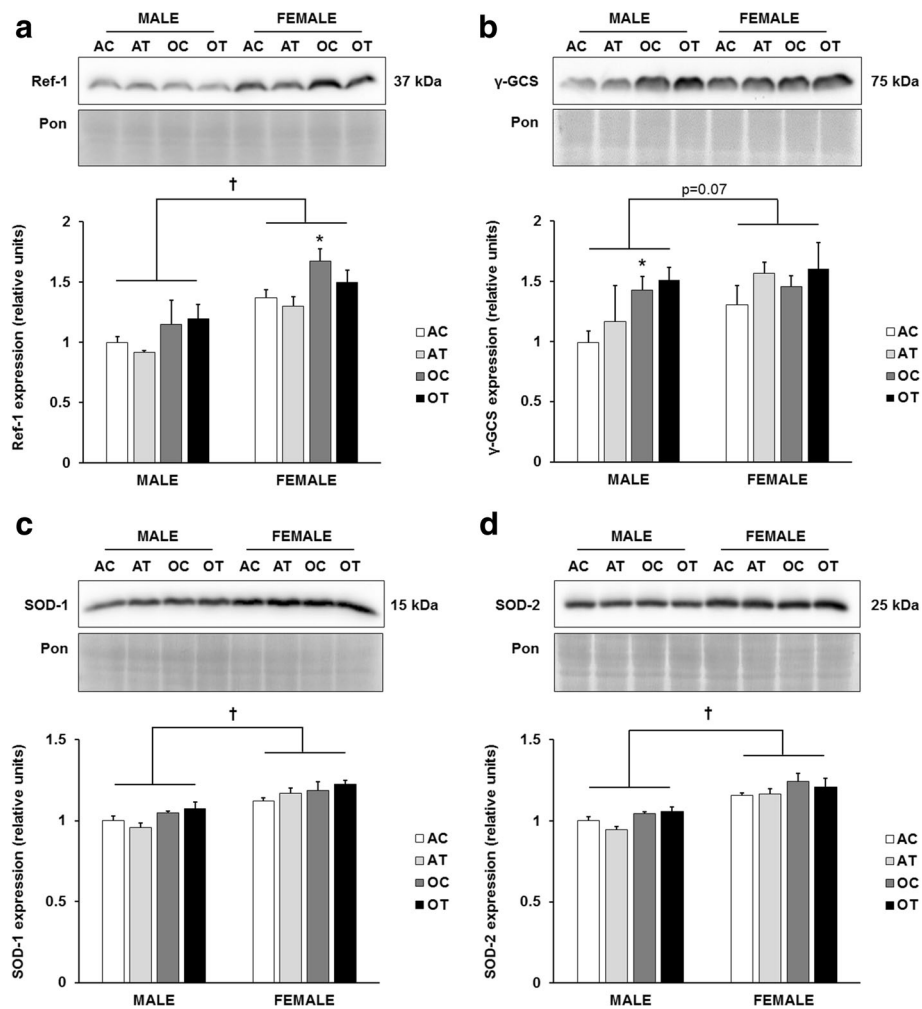 a
MALE FEMALE
AC AT OC OT AC AT OC OT
Ref-1 37 kDa
Pon
†
Ref-1 expression (relative units)
2
*
1.5
1
0.5
0
MALE FEMALE
AC
AT
OC
OT
b
MALE FEMALE
AC AT OC OT AC AT OC OT
γ-GCS 75 kDa
Pon
p=0.07
γ-GCS expression (relative units)
2
1.5
*
1
0.5
0
MALE FEMALE
AC
AT
OC
OT
c
MALE FEMALE
AC AT OC OT AC AT OC OT
SOD-1 15 kDa
Pon
†
SOD-1 expression (relative units)
1.5
1
0.5
0
MALE FEMALE
AC
AT
OC
OT
d
MALE FEMALE
AC AT OC OT AC AT OC OT
SOD-2 25 kDa
Pon
†
SOD-2 expression (relative units)
1.5
1
0.5
0
MALE FEMALE
AC
AT
OC
OT